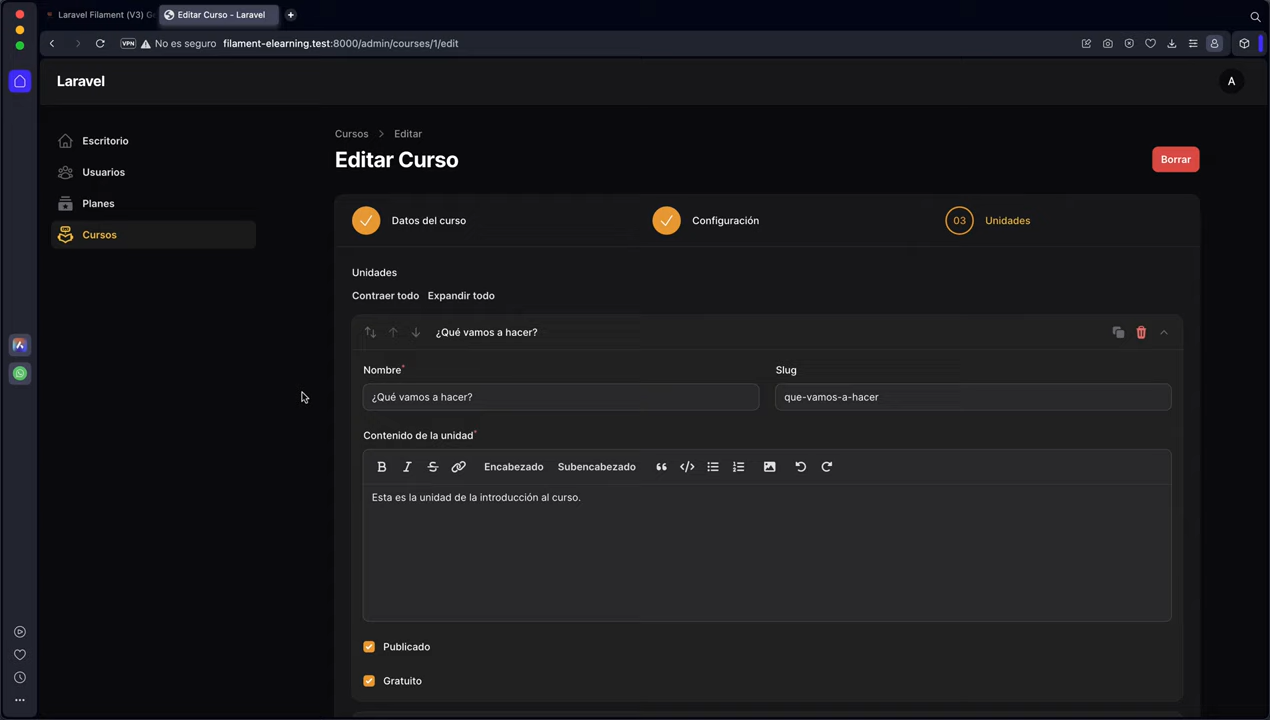 Laravel Filament (V3) G
Editar Curso - Laravel
VPN
No es seguro filament-elearning.test:8000/admin/courses/1/edit
Laravel
A
Escritorio
Usuarios
Planes
Cursos
Cursos > Editar
Editar Curso
Borrar
Datos del curso
Configuración
03 Unidades
Unidades
Contraer todo Expandir todo
¿Qué vamos a hacer?
Nombre*
Slug
¿Qué vamos a hacer?
que-vamos-a-hacer
Contenido de la unidad*
B I S Encabezado Subencabezado
Esta es la unidad de la introducción al curso.
Publicado
Gratuito